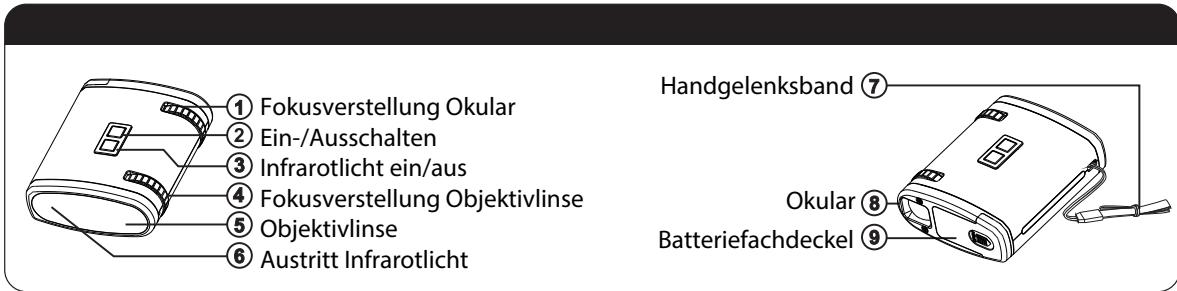 ① Fokusverstellung Okular
② Ein-/Ausschalten
③ Infrarotlicht ein/aus
④ Fokusverstellung Objektivlinse
⑤ Objektivlinse
⑥ Austritt Infrarotlicht
Handgelenksband ⑦
Okular ⑧
Batteriefachdeckel ⑨